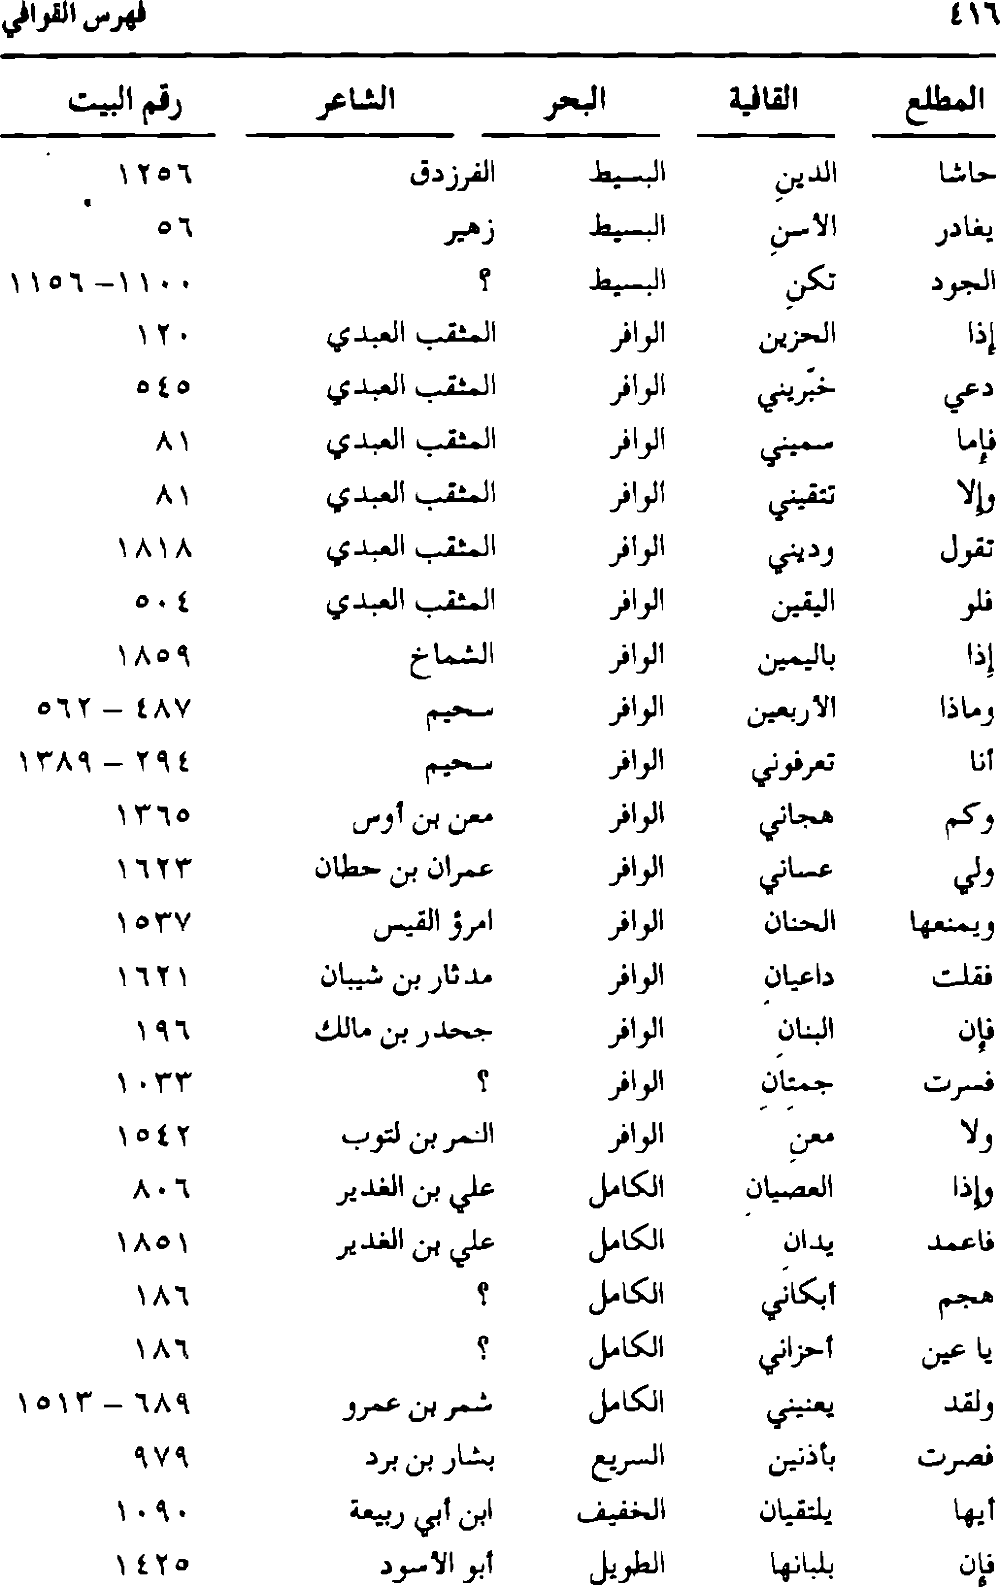 ٤١٦ فهرس القوافي
المطلع القافية البحر الشاعر رقم البيت
حاشا الدينِ البسيط الفرزدق ١٢٥٦
يغادر الأسنِ البسيط زهير ٥٦
الجود تكنِ البسيط ؟ ١١٠٠ – ١١٥٦
إذا الحزين الوافر المثقب العبدي ١٢٠
دعي خبّريني الوافر المثقب العبدي ٥٤٥
فإما سميني الوافر المثقب العبدي ٨١
وإلا تتقيني الوافر المثقب العبدي ٨١
تقول وديني الوافر المثقب العبدي ١٨١٨
فلو اليقين الوافر المثقب العبدي ٥٠٤
إذا باليمين الوافر الشماخ ١٨٥٩
وماذا الأربعين الوافر سحيم ٤٨٧ – ٥٦٢
أنا تعرفوني الوافر سحيم ٢٩٤ – ١٣٨٩
وكم هجاني الوافر معن بن أوس ١٣٦٥
ولي عساني الوافر عمران بن حطان ١٦٢٣
ويمنعها الحنان الوافر امرؤ القيس ١٥٣٧
فقلت داعيانِ الوافر مدثار بن شيبان ١٦٢١
فإن البنانِ الوافر جحدر بن مالك ١٩٦
فسرت جمتِانِ الوافر ؟ ١٠٣٣
ولا معنِ الوافر النمر بن لتوب ١٥٤٢
وإذا العصيانِ الكامل علي بن الغدير ٨٠٦
فاعمد يدانِ الكامل علي بن الغدير ١٨٥١
هجم أبكاني الكامل ؟ ١٨٦
يا عين أحزاني الكامل ؟ ١٨٦
ولقد يعنيني الكامل شمر بن عمرو ٦٨٩ – ١٥١٣
فصرت بأذنين السريع بشار بن برد ٩٧٩
أيها يلتقيان الخفيف ابن أبي ربيعة ١٠٩٠
فإن بلبانها الطويل أبو الأسود ١٤٢٥